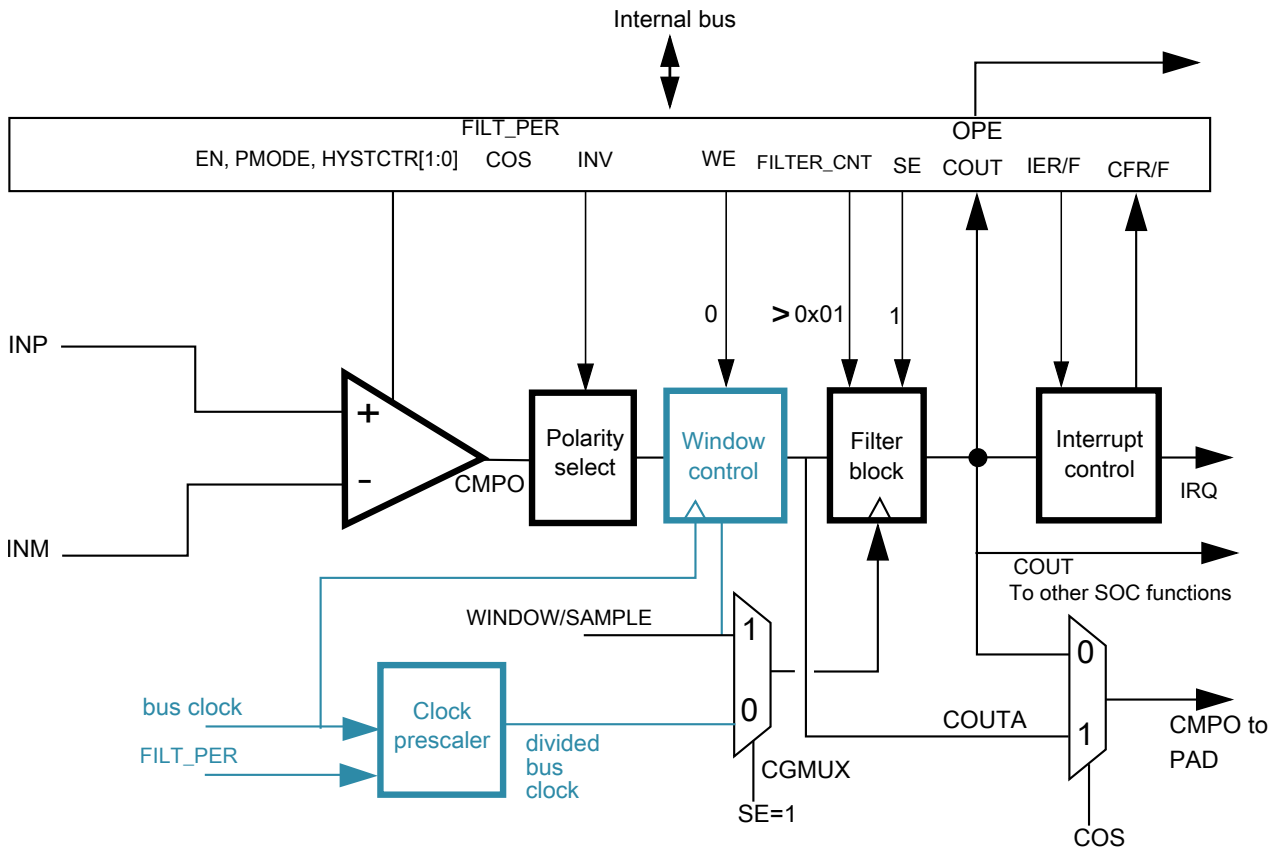 Internal bus
FILT_PER
OPE
EN, PMODE, HYSTCTR[1:0]
COS
INV
WE
FILTER_CNT
SE
COUT
IER/F
CFR/F
0
> 0x01
1
INP
+
-
INM
CMPO
Polarity
select
Window
control
Filter
block
Interrupt
control
IRQ
COUT
To other SOC functions
WINDOW/SAMPLE
1
0
bus clock
FILT_PER
Clock
prescaler
divided
bus
clock
CGMUX
SE=1
COUTA
0
1
CMPO to
PAD
COS